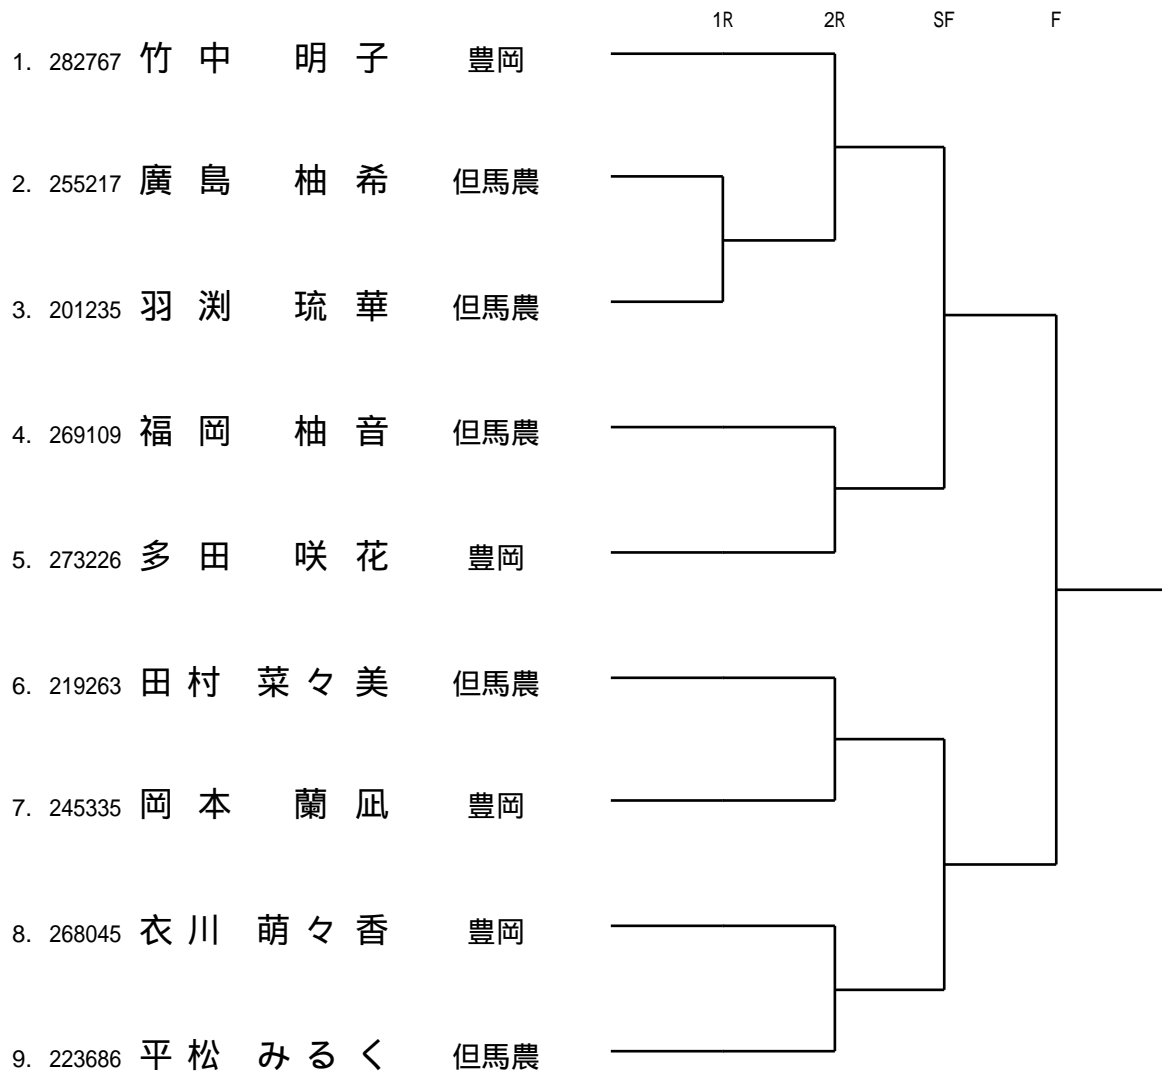 1R 2R SF F
1. 282767 竹中 明子 豊岡
2. 255217 廣島 柚希 但馬農
3. 201235 羽渕 琉華 但馬農
4. 269109 福岡 柚音 但馬農
5. 273226 多田 咲花 豊岡
6. 219263 田村 菜々美 但馬農
7. 245335 岡本 蘭凪 豊岡
8. 268045 衣川 萌々香 豊岡
9. 223686 平松 みるく 但馬農